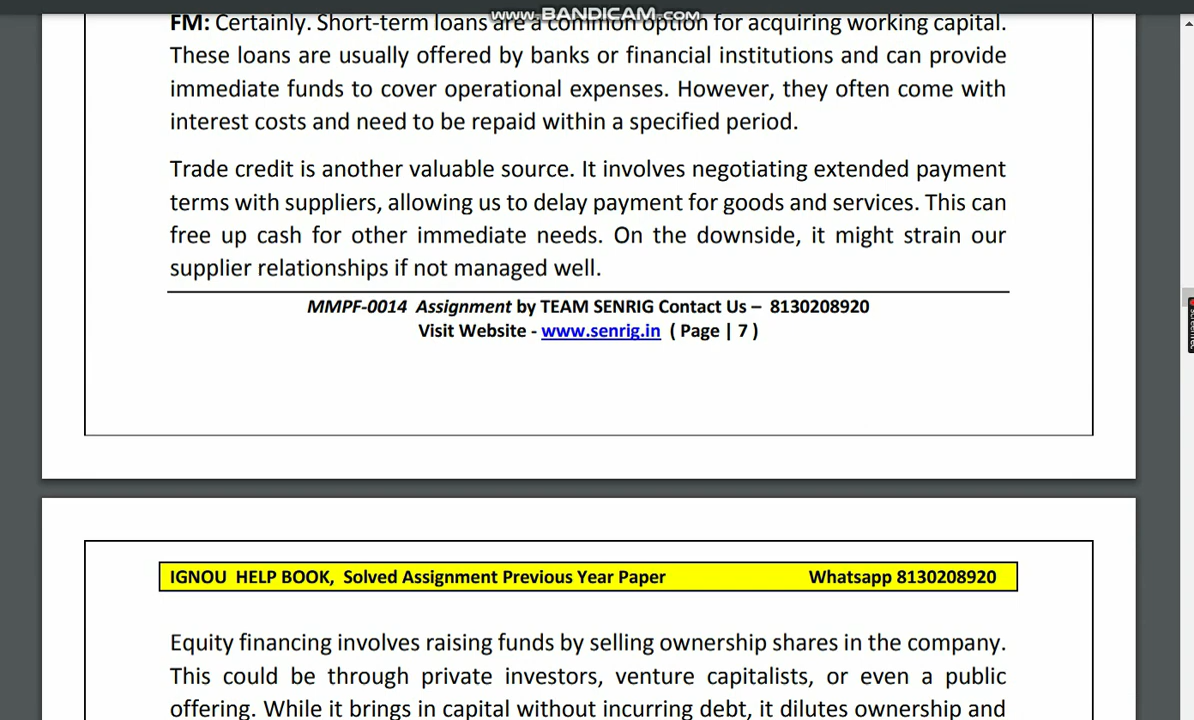 www.BANDICAM.com
FM: Certainly. Short-term loans are a common option for acquiring working capital.
These loans are usually offered by banks or financial institutions and can provide
immediate funds to cover operational expenses. However, they often come with
interest costs and need to be repaid within a specified period.
Trade credit is another valuable source. It involves negotiating extended payment
terms with suppliers, allowing us to delay payment for goods and services. This can
free up cash for other immediate needs. On the downside, it might strain our
supplier relationships if not managed well.
MMPF-0014 Assignment by TEAM SENRIG Contact Us – 8130208920
Visit Website - www.senrig.in ( Page | 7 )
IGNOU HELP BOOK, Solved Assignment Previous Year Paper Whatsapp 8130208920
Equity financing involves raising funds by selling ownership shares in the company.
This could be through private investors, venture capitalists, or even a public
offering. While it brings in capital without incurring debt, it dilutes ownership and